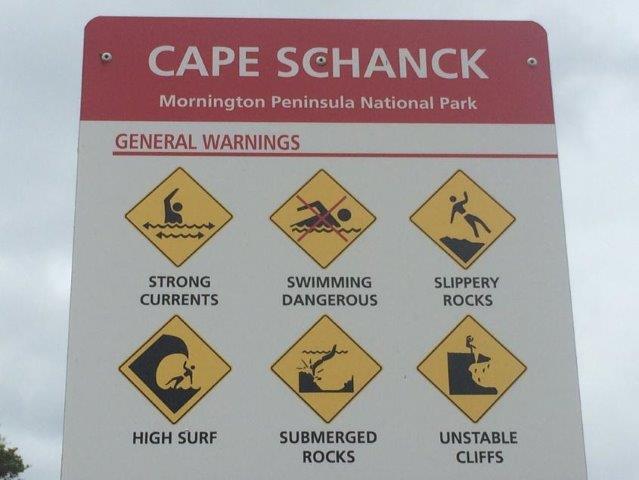 CAPE SCHANCK
Mornington Peninsula National Park
GENERAL WARNINGS
STRONG
CURRENTS
SWIMMING
DANGEROUS
SLIPPERY
ROCKS
HIGH SURF
SUBMERGED
ROCKS
UNSTABLE
CLIFFS